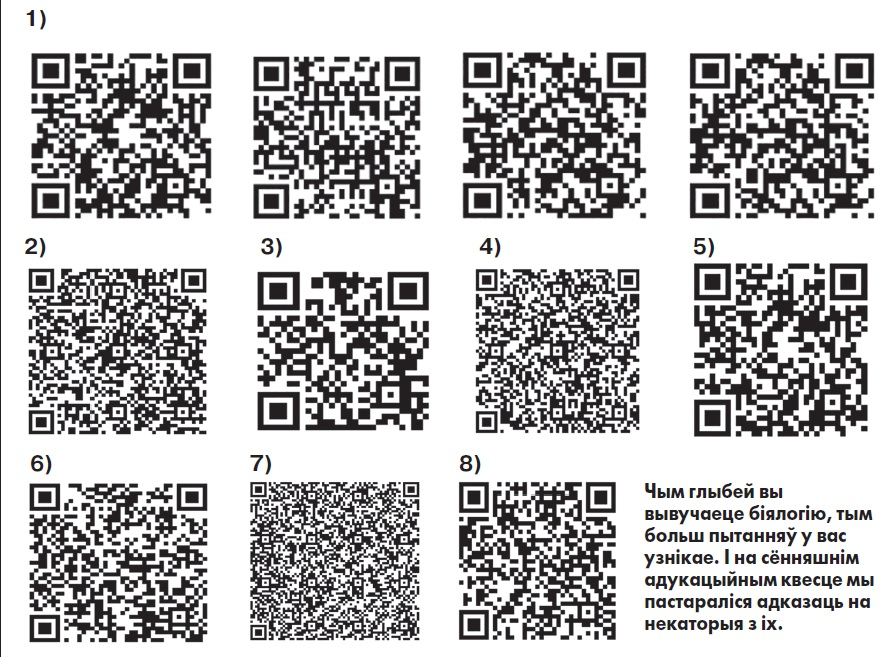 1)
2)
3)
4)
5)
6)
7)
8)
Чым глыбей вы
вывучаеце біялогію, тым
больш пытанняў у вас
узнікае. І на сённяшнім
адукацыйным квесце мы
пастараліся адказаць на
некаторыя з іх.